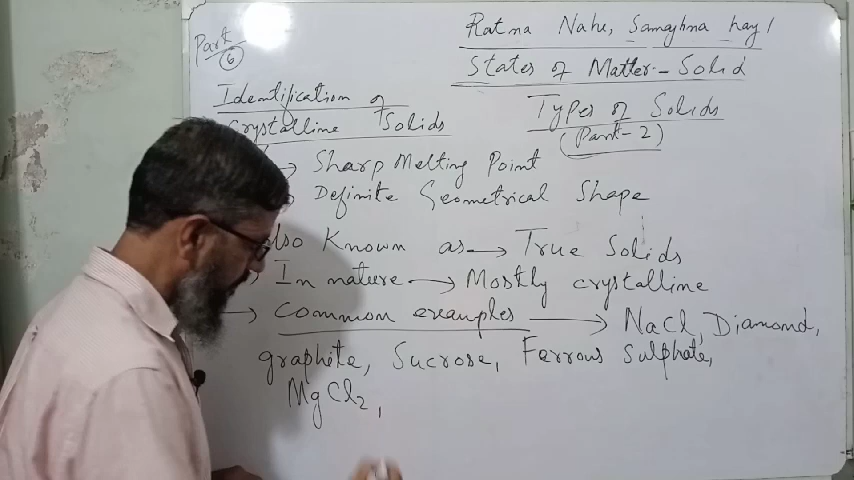 Ratna Nahe, Samajhna hay!
States of Matter:- Solid
Part
6
Identification of
Crystalline Solids
Types of Solids
(Part-2)
→ Sharp Melting Point
Definite Geometrical Shape
also Known as → True Solids
In nature → Mostly crystalline
→ Common examples → NaCl, Diamond,
graphite, Sucrose, Ferrous Sulphate,
MgCl2,